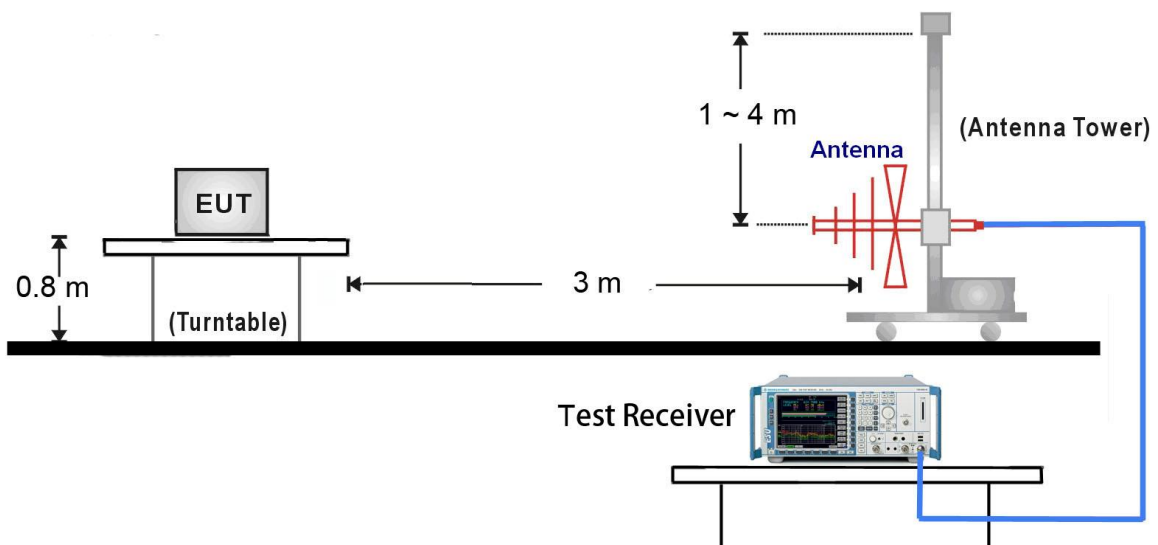 1 ~ 4 m
(Antenna Tower)
Antenna
EUT
0.8 m
3 m
(Turntable)
Test Receiver